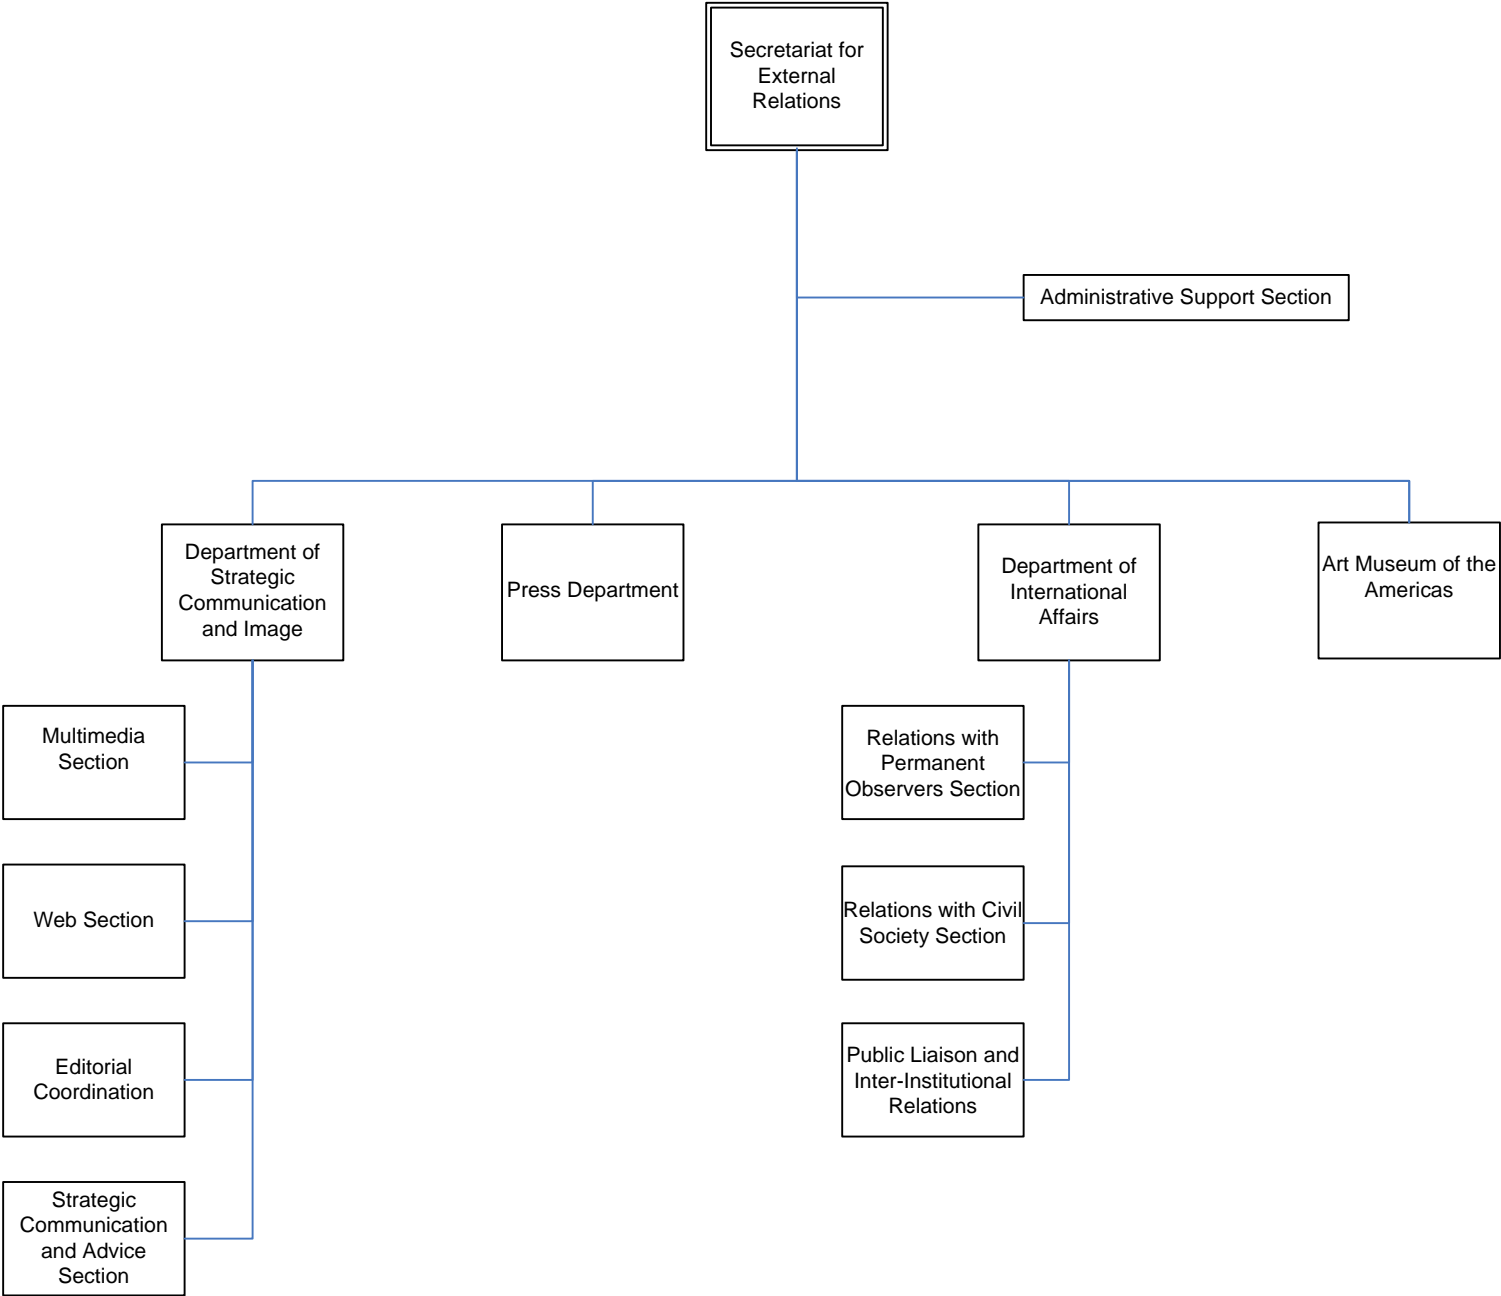 Secretariat for
External
Relations
Administrative Support Section
Department of
Strategic
Communication
and Image
Press Department
Department of
International
Affairs
Art Museum of the
Americas
Multimedia
Section
Relations with
Permanent
Observers Section
Web Section
Relations with Civil
Society Section
Editorial
Coordination
Public Liaison and
Inter-Institutional
Relations
Strategic
Communication
and Advice
Section